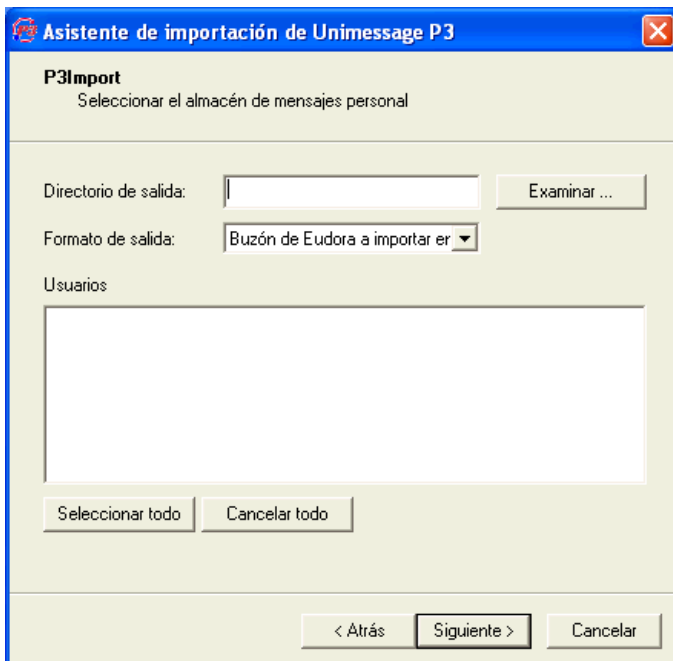 Asistente de importación de Unimessage P3
P3Import
Seleccionar el almacén de mensajes personal
Directorio de salida:
Examinar ...
Formato de salida:
Buzón de Eudora a importar er
Usuarios
Seleccionar todo
Cancelar todo
< Atrás
Siguiente >
Cancelar